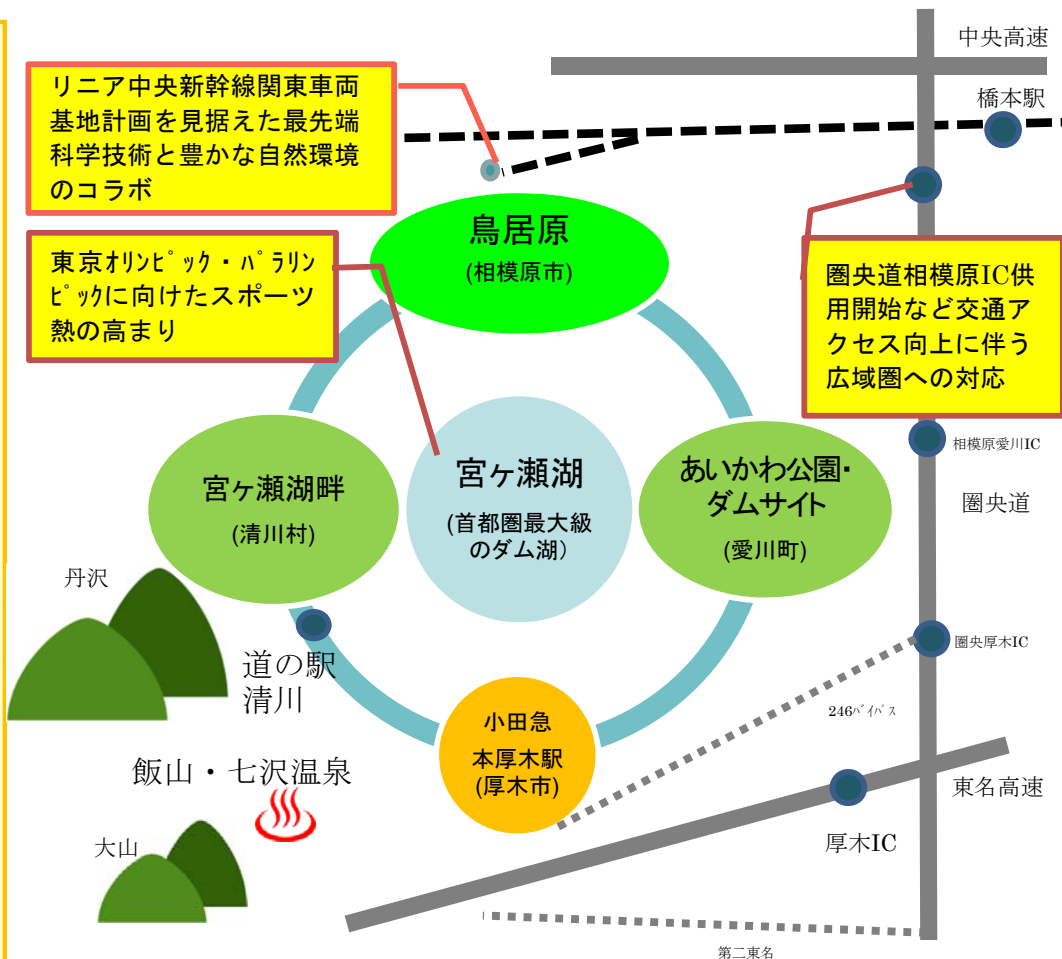 中央高速
橋本駅
リニア中央新幹線関東車両
基地計画を見据えた最先端
科学技術と豊かな自然環境
のコラボ
鳥居原
(相模原市)
東京ｵﾘﾝﾋﾟｯｸ・ﾊﾟﾗﾘﾝ
ﾋﾟｯｸに向けたスポーツ
熱の高まり
圏央道相模原IC供
用開始など交通ア
クセス向上に伴う
広域圏への対応
相模原愛川IC
圏央道
宮ヶ瀬湖畔
(清川村)
宮ヶ瀬湖
(首都圏最大級
のダム湖）
あいかわ公園・
ダムサイト
(愛川町)
丹沢
道の駅
清川
圏央厚木IC
246ﾊﾞｲﾊﾟｽ
小田急
本厚木駅
(厚木市)
飯山・七沢温泉
東名高速
厚木IC
大山
第二東名